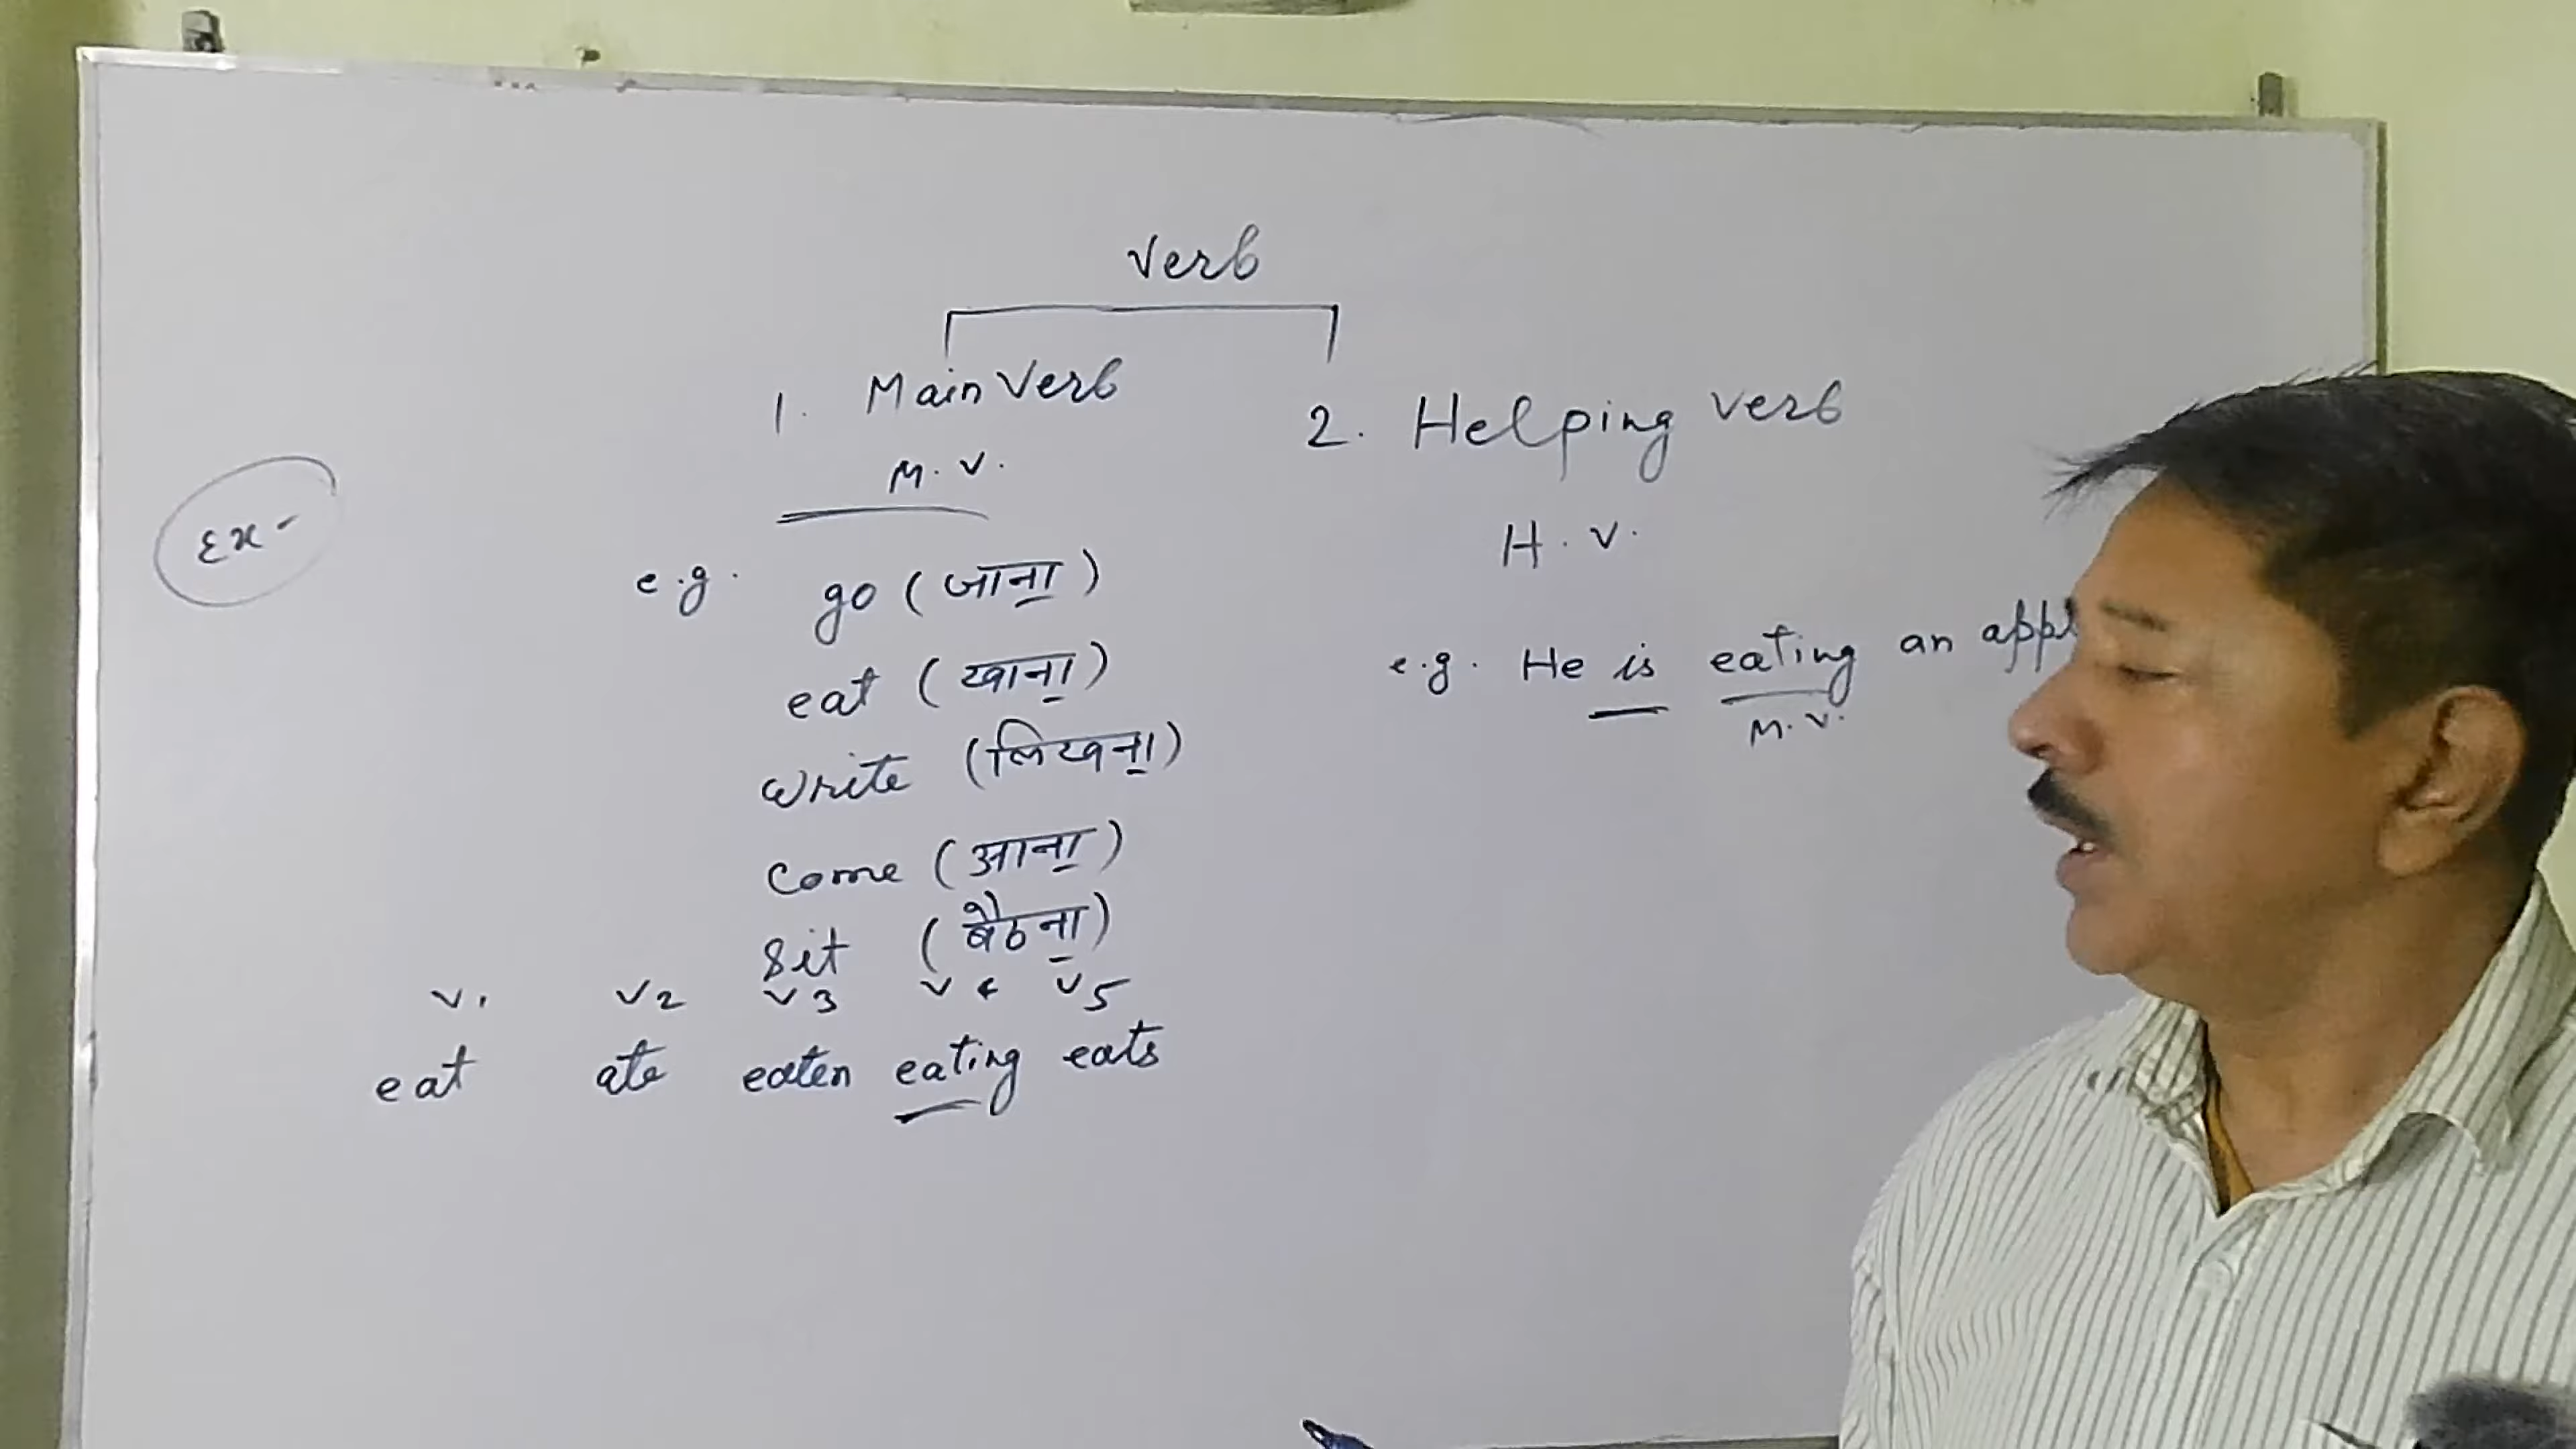 Verb
1. Main Verb
2. Helping verb
M. V.
H. V.
Ex-
e.g. go (जाना)
eat (खाना)
write (लिखना)
Come (आना)
Sit (बैठना)
e.g. He is eating an appl
M. V.
V1 V2 V3 V4 V5
eat ate eaten eating eats